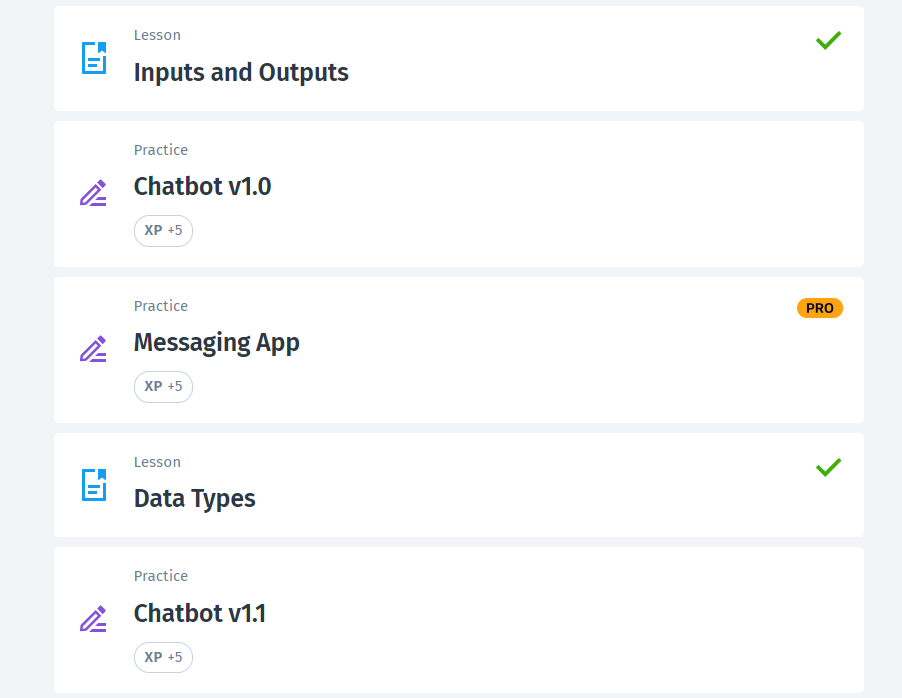 Lesson
Inputs and Outputs
Practice
Chatbot v1.0
XP +5
Practice
PRO
Messaging App
XP +5
Lesson
Data Types
Practice
Chatbot v1.1
XP +5